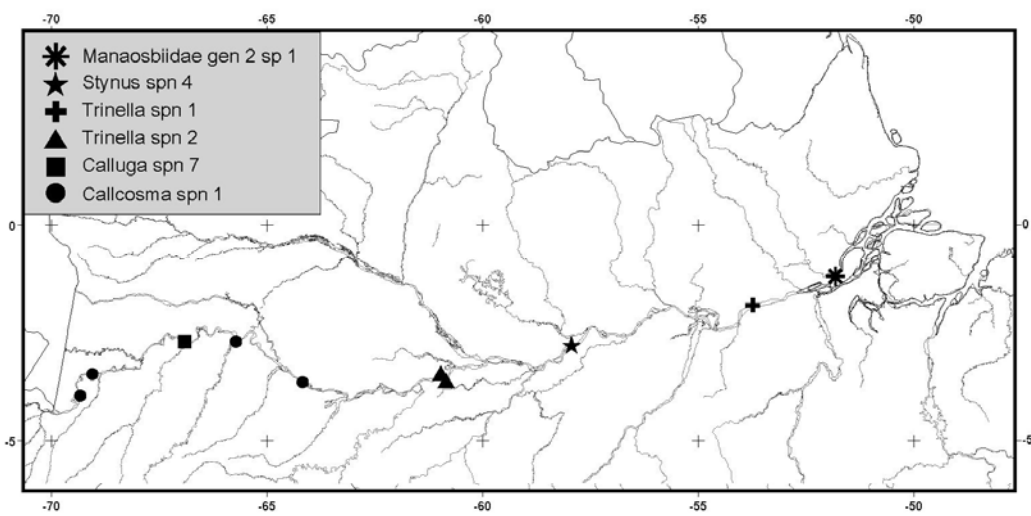 -70 -65 -60 -55 -50
Manaosbiidae gen 2 sp 1
Stynus spn 4
Trinella spn 1
Trinella spn 2
Calluga spn 7
Callcosma spn 1
0 0
-5 -5
-70 -65 -60 -55 -50